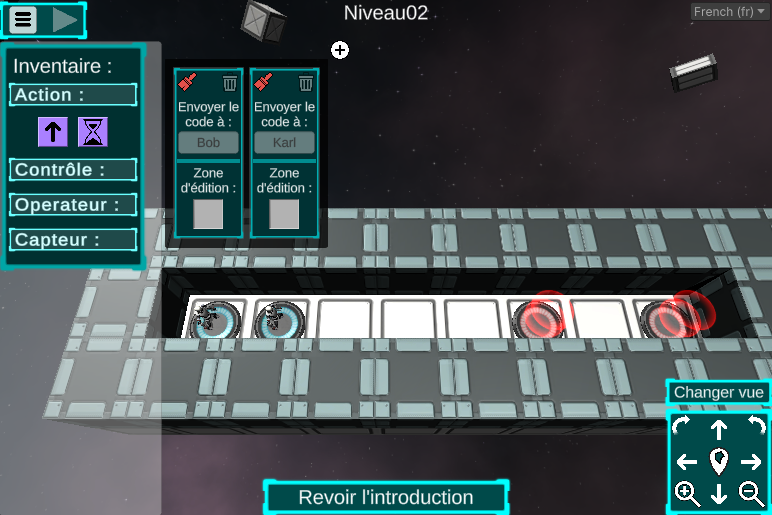 Niveau02
French (fr)
Inventaire :
Action :
Contrôle :
Operateur :
Capteur :
Envoyer le
code à :
Bob
Zone
d'édition :
Envoyer le
code à :
Karl
Zone
d'édition :
Changer vue
Revoir l'introduction